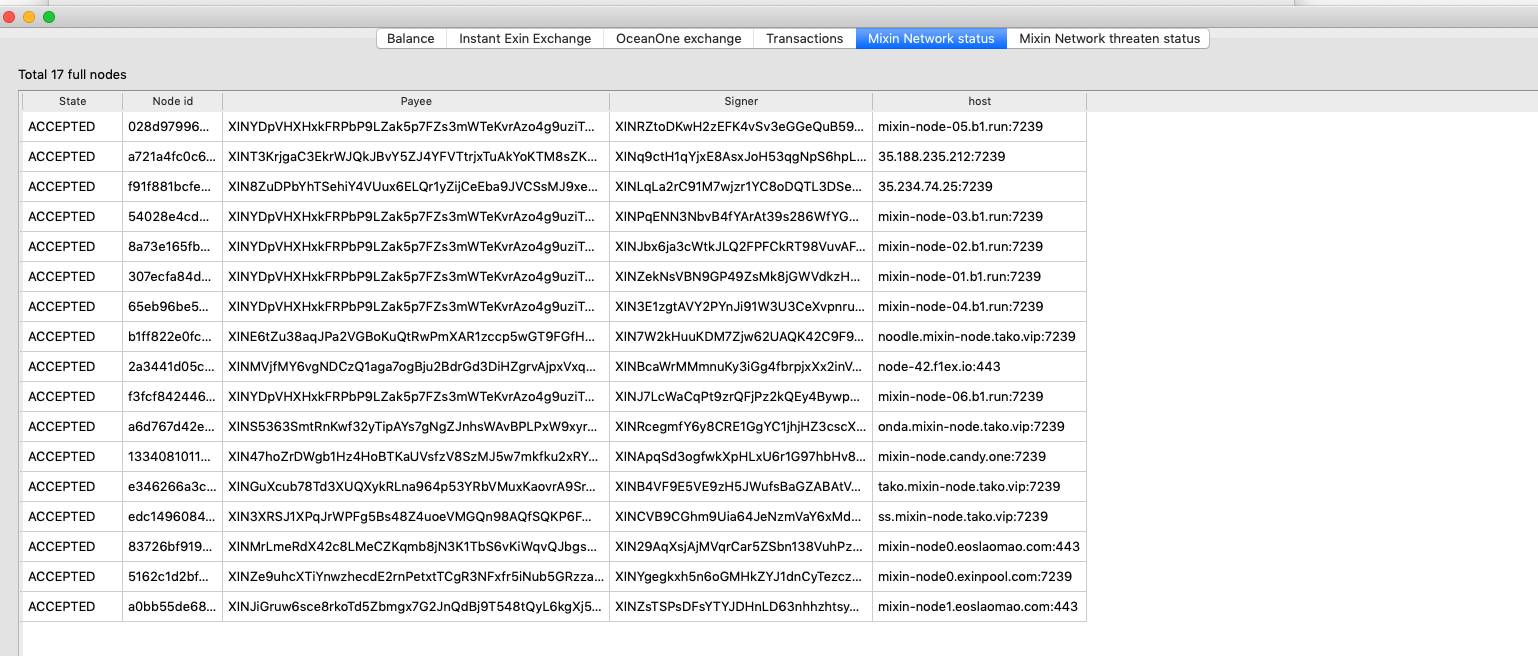 Balance Instant Exin Exchange OceanOne exchange Transactions Mixin Network status Mixin Network threaten status
Total 17 full nodes
State Node id Payee Signer host
ACCEPTED 028d97996... XINYDpVHXHxkFRPbP9LZak5p7FZs3mWTeKvrAzo4g9uziT... XINRZtoDKwH2zEFK4vSv3eGGeQuB59... mixin-node-05.b1.run:7239
ACCEPTED a721a4fc0c6... XINT3KrjgaC3EkrWJQkJBvY5ZJ4YFVTtrjxTuAkYoKTM8sZK... XINq9ctH1qYjxE8AsxJoH53qgNpS6hpL... 35.188.235.212:7239
ACCEPTED f91f881bcfe... XIN8ZuDPbYhTSehiY4VUux6ELQr1yZijCeEba9JVCSsMJ9xe... XINLqLa2rC91M7wjzr1YC8oDQTL3DSe... 35.234.74.25:7239
ACCEPTED 54028e4cd... XINYDpVHXHxkFRPbP9LZak5p7FZs3mWTeKvrAzo4g9uziT... XINPqENN3NbvB4fYArAt39s286WfYG... mixin-node-03.b1.run:7239
ACCEPTED 8a73e165fb... XINYDpVHXHxkFRPbP9LZak5p7FZs3mWTeKvrAzo4g9uziT... XINJbx6ja3cWtkJLQ2FPFCkRT98VuvAF... mixin-node-02.b1.run:7239
ACCEPTED 307ecfa84d... XINYDpVHXHxkFRPbP9LZak5p7FZs3mWTeKvrAzo4g9uziT... XINZekNsVBN9GP49ZsMk8jGWVdkzH... mixin-node-01.b1.run:7239
ACCEPTED 65eb96be5... XINYDpVHXHxkFRPbP9LZak5p7FZs3mWTeKvrAzo4g9uziT... XIN3E1zgtAVY2PYnJi91W3U3CeXvpnru... mixin-node-04.b1.run:7239
ACCEPTED b1ff822e0fc... XINE6tZu38aqJPa2VGBoKuQtRwPmXAR1zccp5wGT9FGfH... XIN7W2kHuuKDM7Zjw62UAQK42C9F9... noodle.mixin-node.tako.vip:7239
ACCEPTED 2a3441d05c... XINMVjfMY6vgNDCzQ1aga7ogBju2BdrGd3DiHZgrvAjpxVxq... XINBcaWrMMmnuKy3iGg4fbrpjxXx2inV... node-42.f1ex.io:443
ACCEPTED f3fcf842446... XINYDpVHXHxkFRPbP9LZak5p7FZs3mWTeKvrAzo4g9uziT... XINJ7LcWaCqPt9zrQFjPz2kQEy4Bywp... mixin-node-06.b1.run:7239
ACCEPTED a6d767d42e... XINS5363SmtRnKwf32yTipAYs7gNgZJnhsWAvBPLPxW9xyr... XINRcegmfY6y8CRE1GgYC1jhjHZ3cscX... onda.mixin-node.tako.vip:7239
ACCEPTED 1334081011... XIN47hoZrDWgb1Hz4HoBTKaUVsfzV8SzMJ5w7mkfku2xRY... XINApqSd3ogfwkXpHLxU6r1G97hbHv8... mixin-node.candy.one:7239
ACCEPTED e346266a3c... XINGuXcub78Td3XUQXykRLna964p53YRbVMuxKaovrA9Sr... XINB4VF9E5VE9zH5JWufsBaGZABAtV... tako.mixin-node.tako.vip:7239
ACCEPTED edc1496084... XIN3XRSJ1XPqJrWPFg5Bs48Z4uoeVMGQn98AQfSQKP6F... XINCVB9CGhm9Uia64JeNzmVaY6xMd... ss.mixin-node.tako.vip:7239
ACCEPTED 83726bf919... XINMrLmeRdX42c8LMeCZKqmb8jN3K1TbS6vKiWqvQJbgs... XIN29AqXsjAjMVqrCar5ZSbn138VuhPz... mixin-node0.eoslaomao.com:443
ACCEPTED 5162c1d2bf... XINZe9uhcXTiYnwzhecdE2rnPetxtTCgR3NFxfr5iNub5GRzza... XINYgegkxh5n6oGMHkZYJ1dnCyTezcz... mixin-node0.exinpool.com:7239
ACCEPTED a0bb55de68... XINJiGruw6sce8rkoTd5Zbmgx7G2JnQdBj9T548tQyL6kgXj5... XINZsTSPsDFsYTYJDHnLD63nhhzhtsy... mixin-node1.eoslaomao.com:443